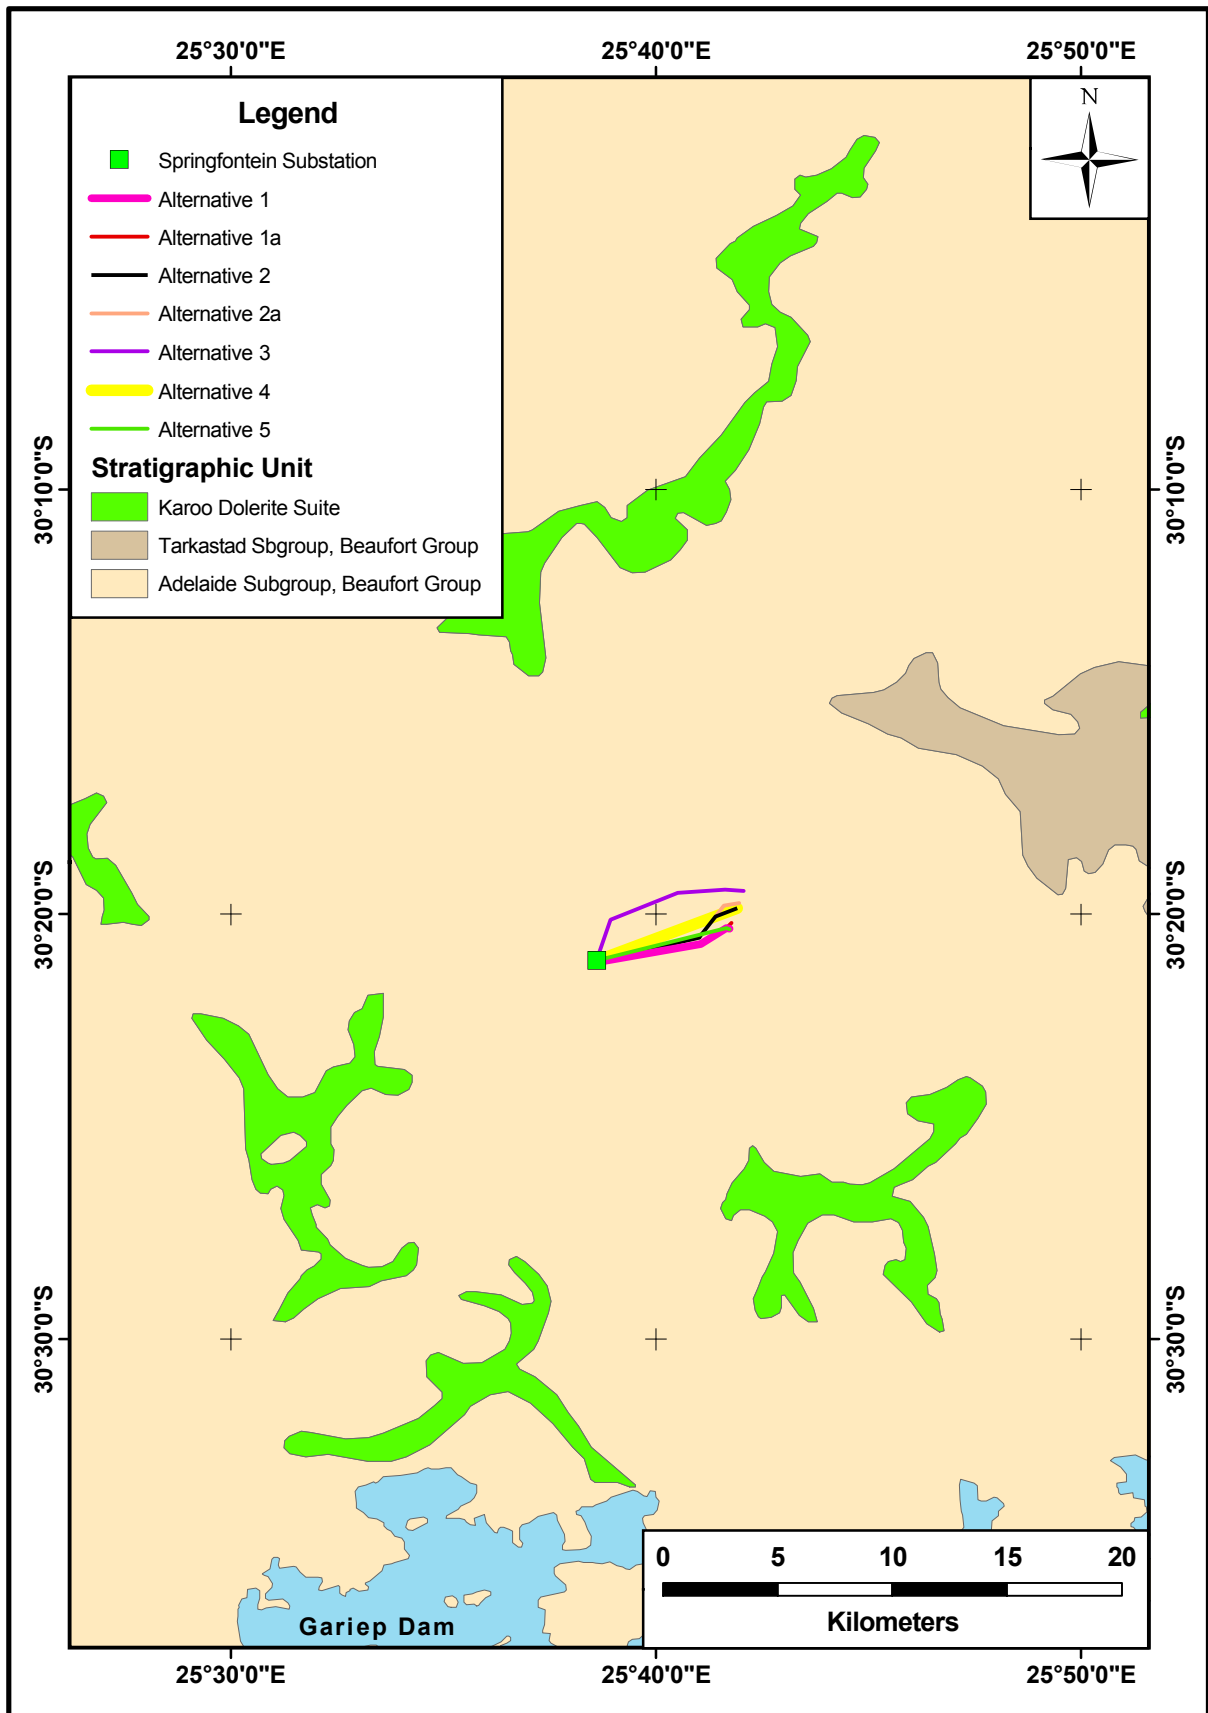 25°30'0"E 25°40'0"E 25°50'0"E
N
Legend
Springfontein Substation
Alternative 1
Alternative 1a
Alternative 2
Alternative 2a
Alternative 3
Alternative 4
Alternative 5
Stratigraphic Unit
Karoo Dolerite Suite
Tarkastad Sbgroup, Beaufort Group
Adelaide Subgroup, Beaufort Group
30°10'0"S 30°10'0"S
30°20'0"S 30°20'0"S
30°30'0"S 30°30'0"S
0 5 10 15 20
Kilometers
Gariep Dam
25°30'0"E 25°40'0"E 25°50'0"E